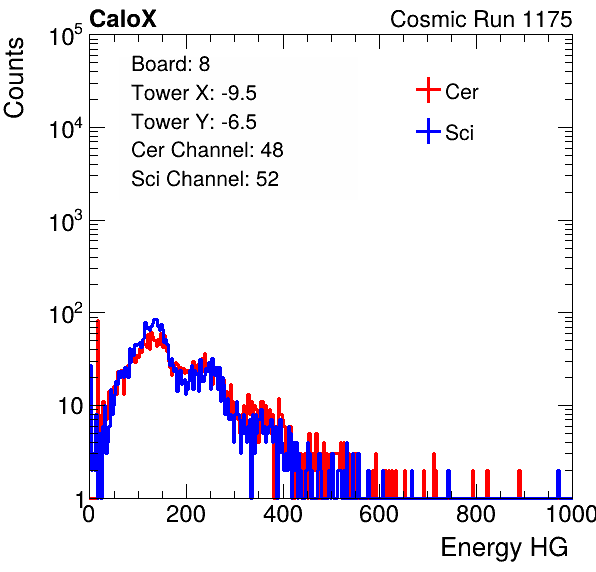 CaloX Cosmic Run 1175
Counts
10^5
10^4
10^3
10^2
10
1
Board: 8
Tower X: -9.5
Tower Y: -6.5
Cer Channel: 48
Sci Channel: 52
Cer
Sci
0 200 400 600 800 1000
Energy HG